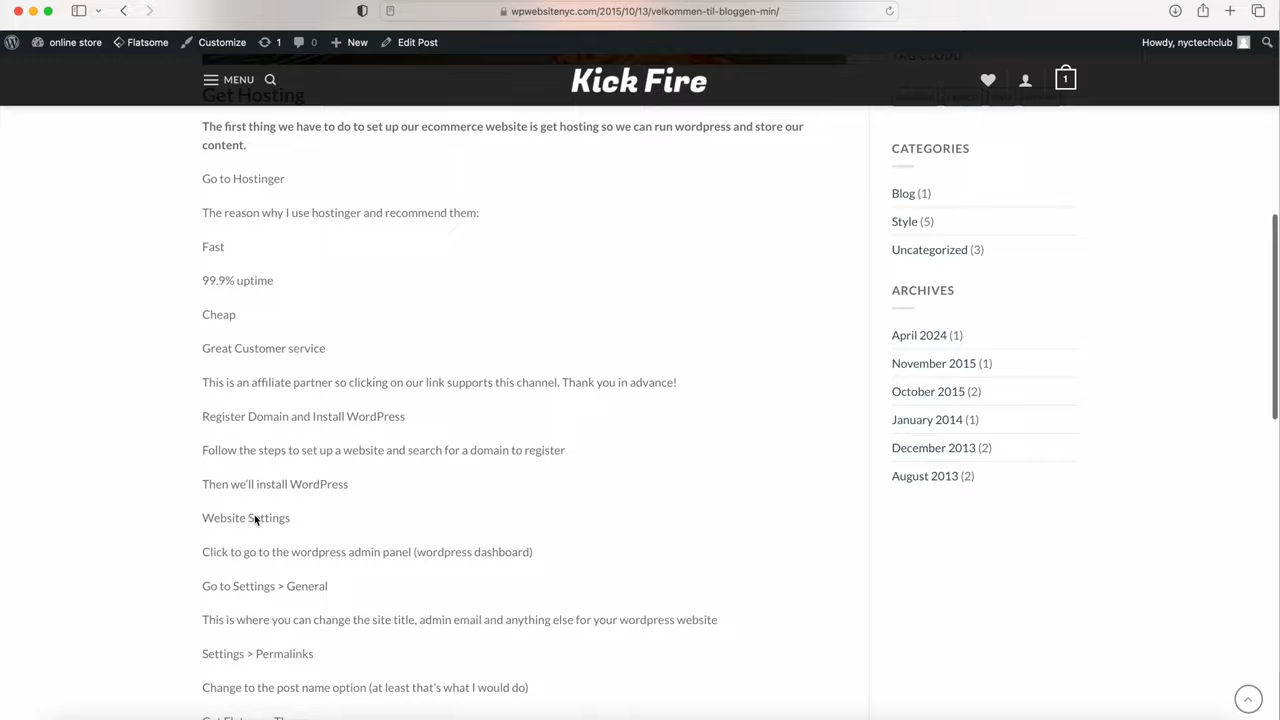 wpwebsitenyc.com/2015/10/13/velkommen-til-bloggen-min/
online store
Flatsome
Customize
1
0
New
Edit Post
Howdy, nyctechclub
MENU
Kick Fire
1
Get Hosting
The first thing we have to do to set up our ecommerce website is get hosting so we can run wordpress and store our
content.
Go to Hostinger
The reason why I use hostinger and recommend them:
Fast
99.9% uptime
Cheap
Great Customer service
This is an affiliate partner so clicking on our link supports this channel. Thank you in advance!
Register Domain and Install WordPress
Follow the steps to set up a website and search for a domain to register
Then we'll install WordPress
Website Settings
Click to go to the wordpress admin panel (wordpress dashboard)
Go to Settings > General
This is where you can change the site title, admin email and anything else for your wordpress website
Settings > Permalinks
Change to the post name option (at least that's what I would do)
TAG CLOUD
CATEGORIES
Blog (1)
Style (5)
Uncategorized (3)
ARCHIVES
April 2024 (1)
November 2015 (1)
October 2015 (2)
January 2014 (1)
December 2013 (2)
August 2013 (2)